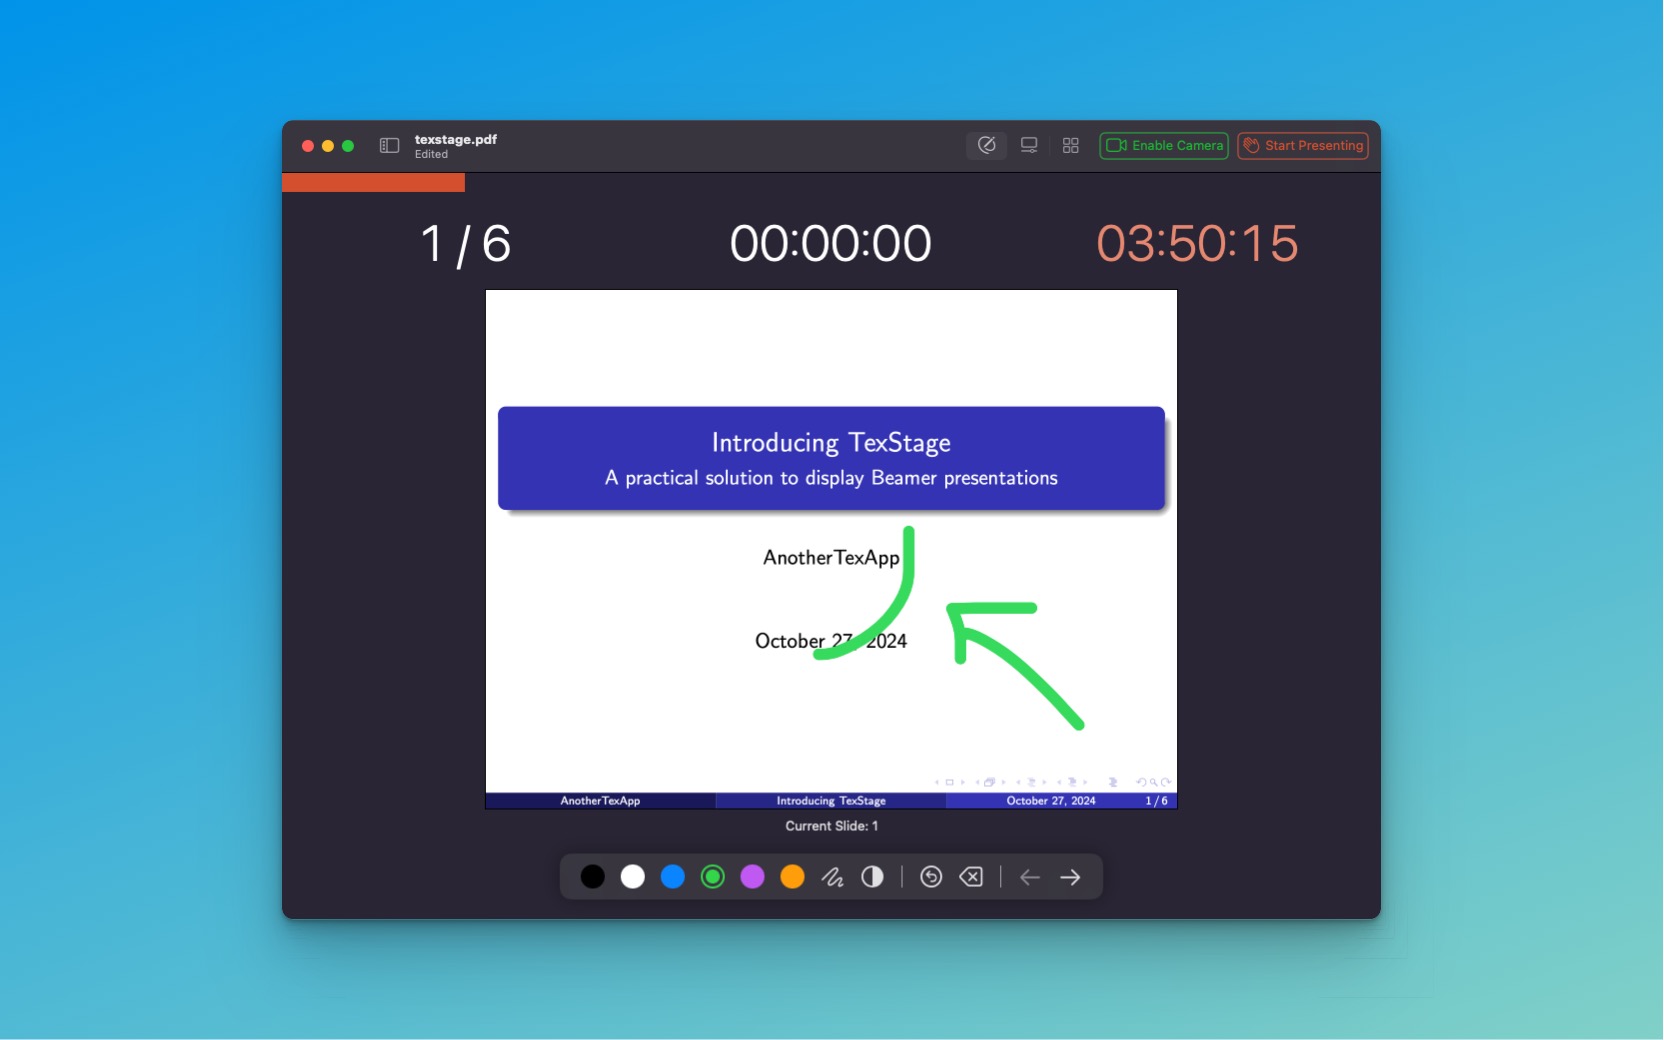 texstage.pdf
Edited
Enable Camera
Start Presenting
1 / 6
00:00:00
03:50:15
Introducing TexStage
A practical solution to display Beamer presentations
AnotherTexApp
October 27, 2024
AnotherTexApp
Introducing TexStage
October 27, 2024
1 / 6
Current Slide: 1